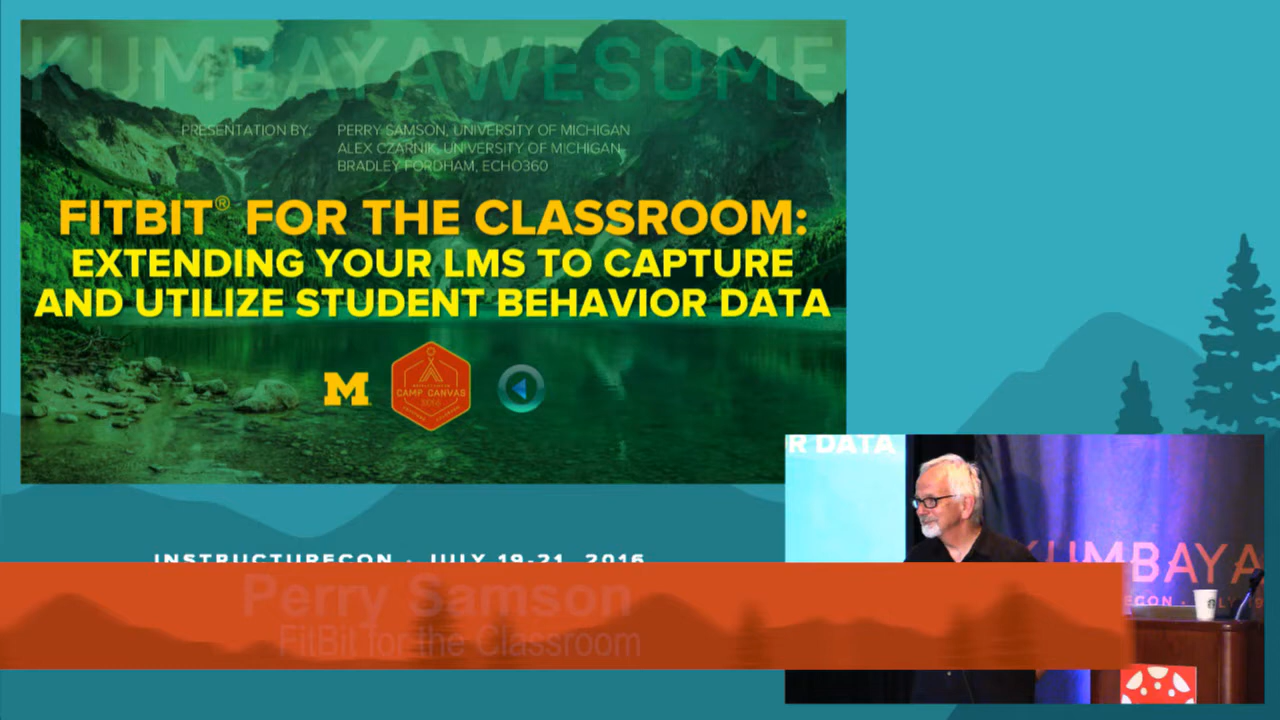 KUMBAYAWESOME
PRESENTATION BY: PERRY SAMSON, UNIVERSITY OF MICHIGAN
ALEX CZARNIK, UNIVERSITY OF MICHIGAN
BRADLEY FORDHAM, ECHO360
FITBIT® FOR THE CLASSROOM:
EXTENDING YOUR LMS TO CAPTURE
AND UTILIZE STUDENT BEHAVIOR DATA
M
CAMP CANVAS
R DATA
INSTRUCTURECON - JULY 19-21, 2016
KUMBAYA
Perry Samson
FitBit for the Classroom